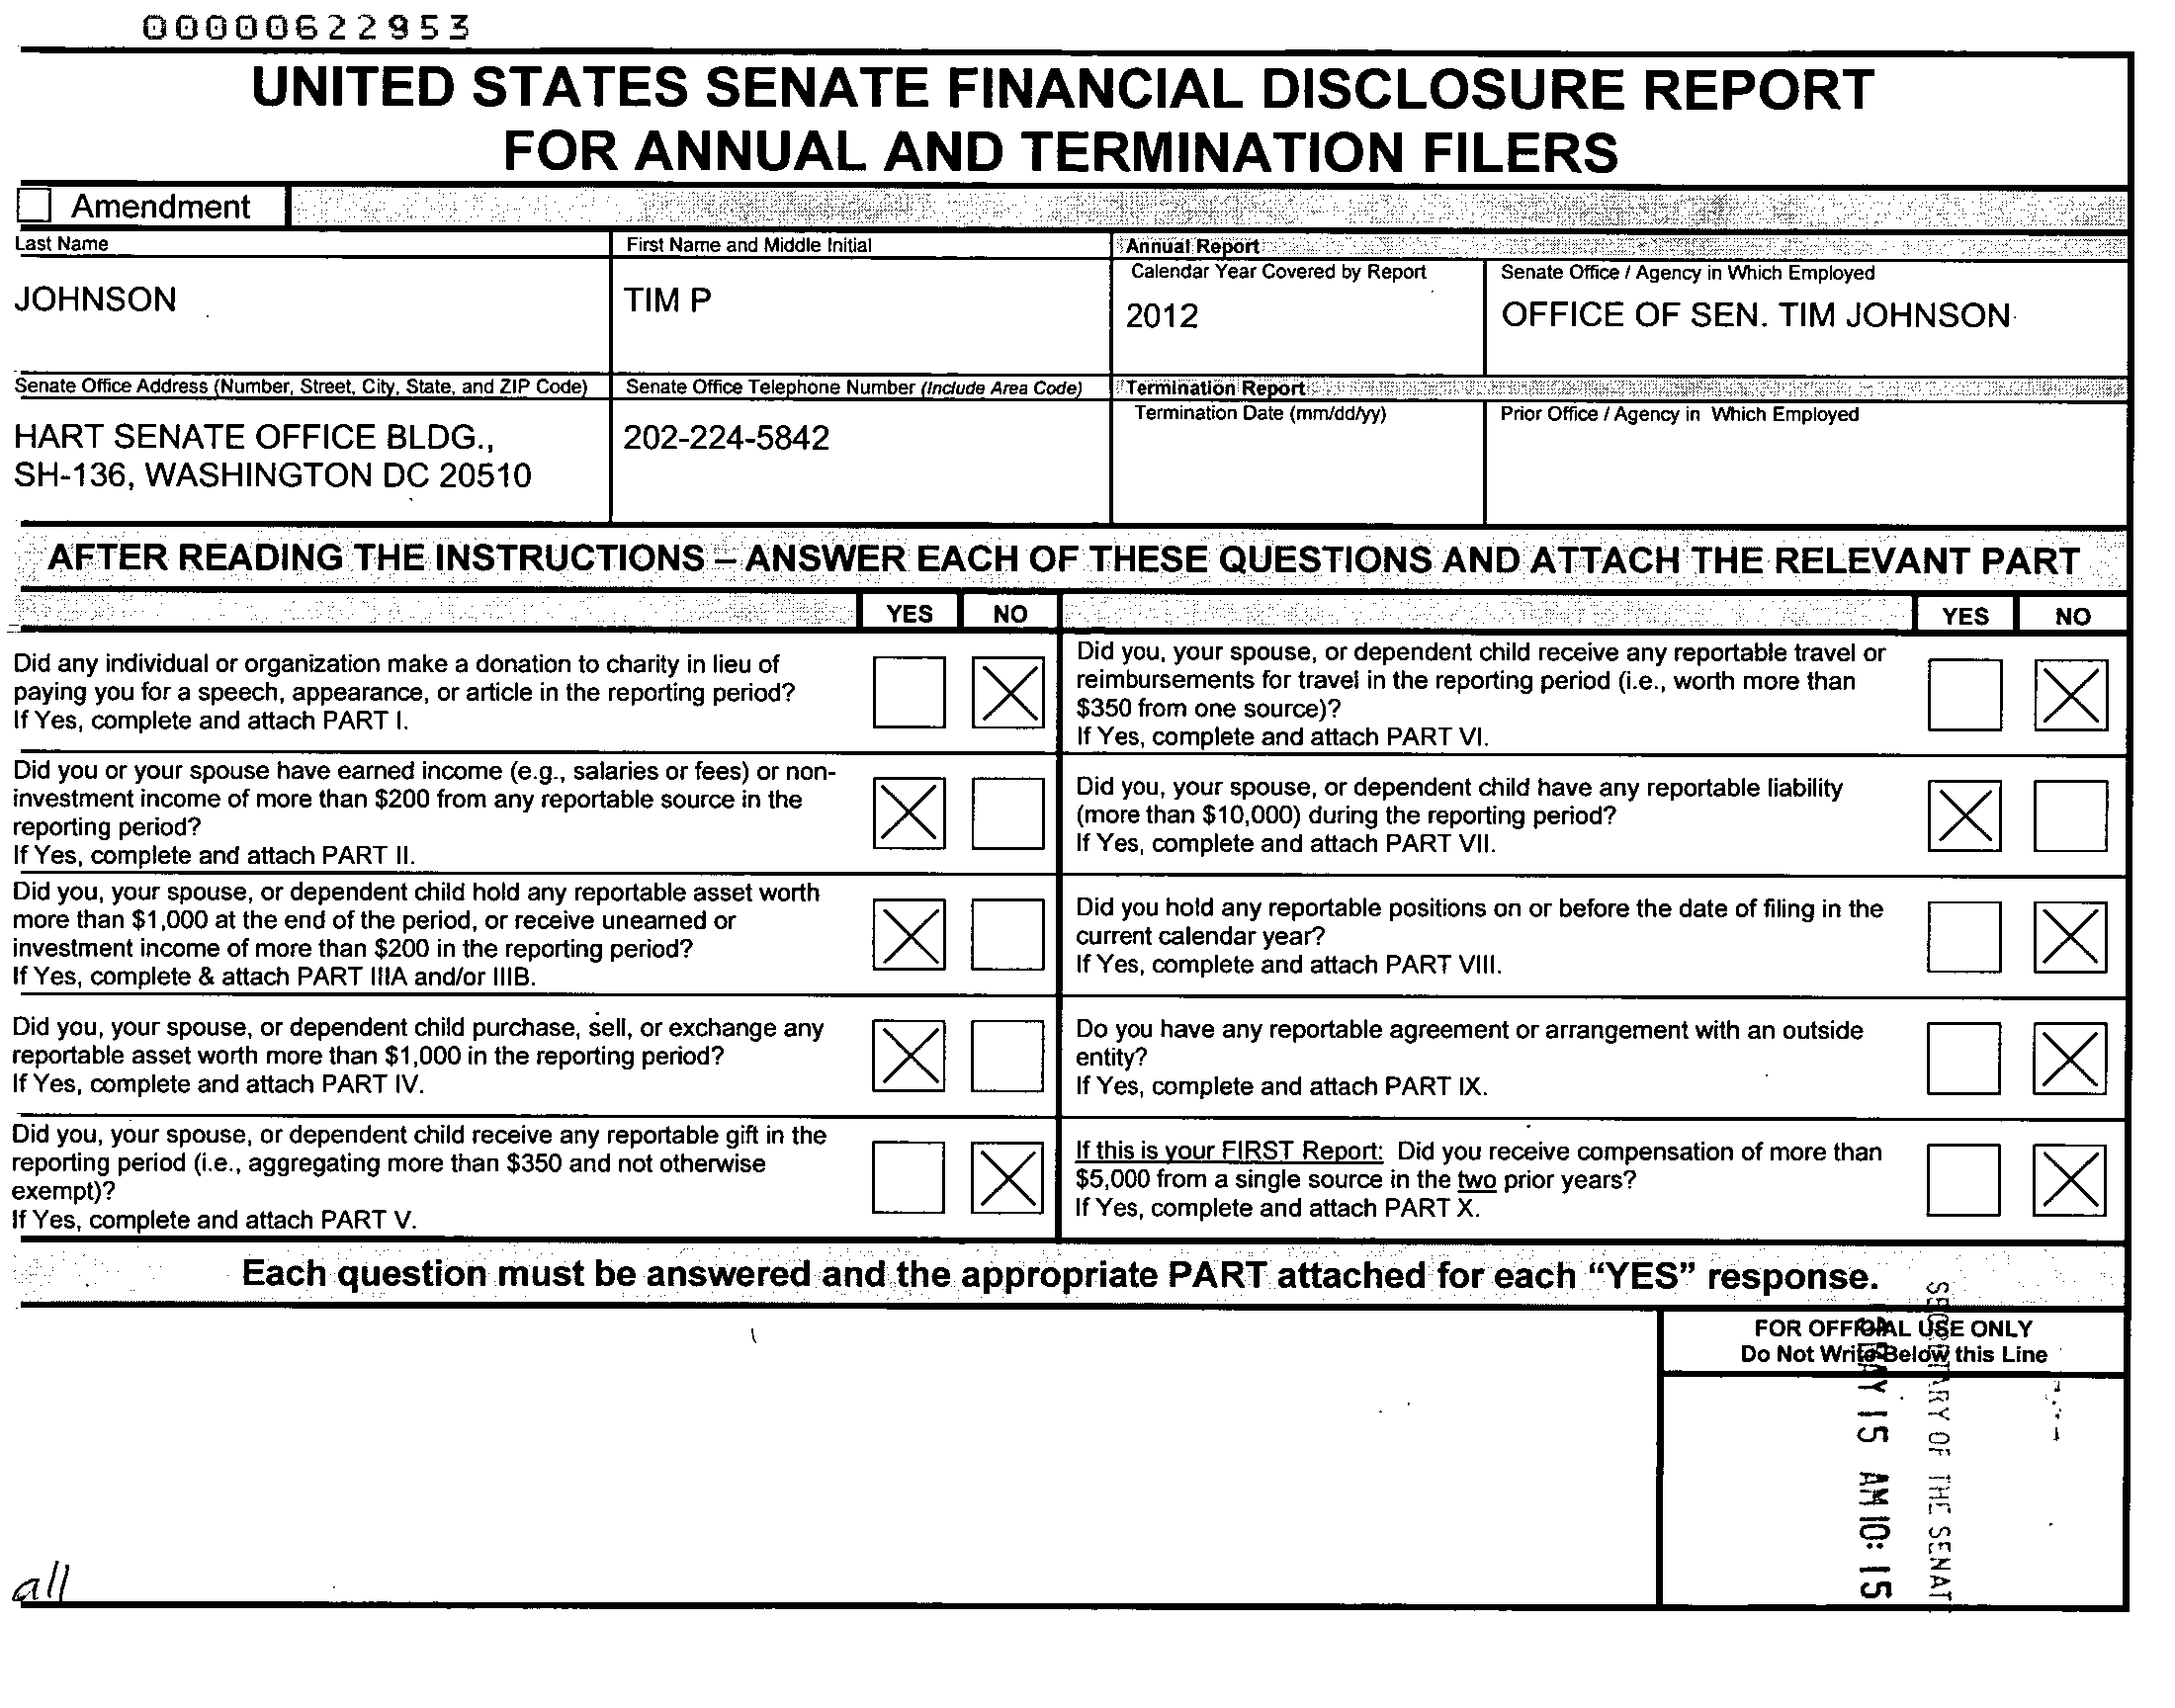 00000622953
UNITED STATES SENATE FINANCIAL DISCLOSURE REPORT
FOR ANNUAL AND TERMINATION FILERS
Amendment
Last Name
First Name and Middle Initial
Annual Report
Calendar Year Covered by Report
Senate Office / Agency in Which Employed
JOHNSON
TIM P
2012
OFFICE OF SEN. TIM JOHNSON
Senate Office Address (Number, Street, City, State, and ZIP Code)
Senate Office Telephone Number (Include Area Code)
Termination Report
Termination Date (mm/dd/yy)
Prior Office / Agency in Which Employed
HART SENATE OFFICE BLDG.,
SH-136, WASHINGTON DC 20510
202-224-5842
AFTER READING THE INSTRUCTIONS – ANSWER EACH OF THESE QUESTIONS AND ATTACH THE RELEVANT PART
YES NO
YES NO
Did any individual or organization make a donation to charity in lieu of
paying you for a speech, appearance, or article in the reporting period?
If Yes, complete and attach PART I.
Did you, your spouse, or dependent child receive any reportable travel or
reimbursements for travel in the reporting period (i.e., worth more than
$350 from one source)?
If Yes, complete and attach PART VI.
Did you or your spouse have earned income (e.g., salaries or fees) or non-
investment income of more than $200 from any reportable source in the
reporting period?
If Yes, complete and attach PART II.
Did you, your spouse, or dependent child have any reportable liability
(more than $10,000) during the reporting period?
If Yes, complete and attach PART VII.
Did you, your spouse, or dependent child hold any reportable asset worth
more than $1,000 at the end of the period, or receive unearned or
investment income of more than $200 in the reporting period?
If Yes, complete & attach PART IIIA and/or IIIB.
Did you hold any reportable positions on or before the date of filing in the
current calendar year?
If Yes, complete and attach PART VIII.
Did you, your spouse, or dependent child purchase, sell, or exchange any
reportable asset worth more than $1,000 in the reporting period?
If Yes, complete and attach PART IV.
Do you have any reportable agreement or arrangement with an outside
entity?
If Yes, complete and attach PART IX.
Did you, your spouse, or dependent child receive any reportable gift in the
reporting period (i.e., aggregating more than $350 and not otherwise
exempt)?
If Yes, complete and attach PART V.
If this is your FIRST Report: Did you receive compensation of more than
$5,000 from a single source in the two prior years?
If Yes, complete and attach PART X.
Each question must be answered and the appropriate PART attached for each “YES” response.
FOR OFFICIAL USE ONLY
Do Not Write Below this Line
SECRETARY OF THE SENAT
MAY 15 AM 10: 15
all